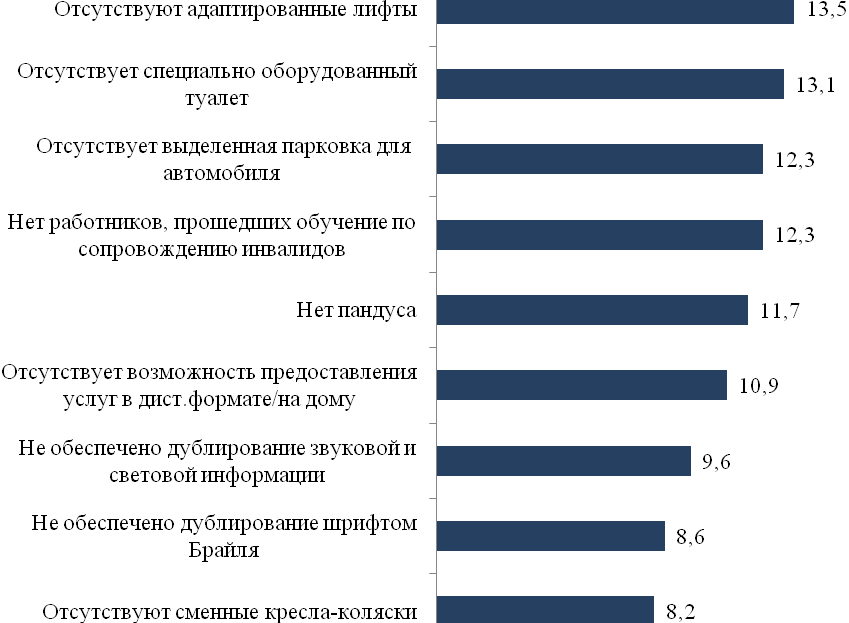 Отсутствуют адаптированные лифты
13,5
Отсутствует специально оборудованный
туалет
13,1
Отсутствует выделенная парковка для
автомобиля
12,3
Нет работников, прошедших обучение по
сопровождению инвалидов
12,3
Нет пандуса
11,7
Отсутствует возможность предоставления
услуг в дист.формате/на дому
10,9
Не обеспечено дублирование звуковой и
световой информации
9,6
Не обеспечено дублирование шрифтом
Брайля
8,6
Отсутствуют сменные кресла-коляски
8,2